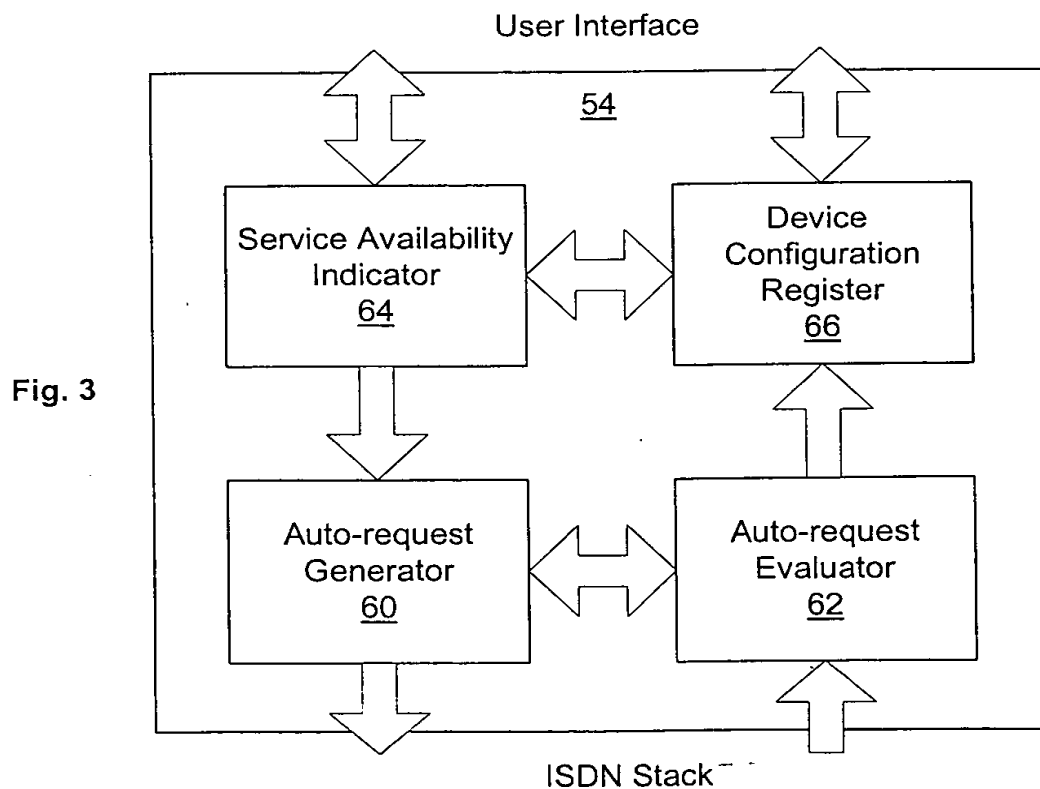 User Interface
54
Service Availability
Indicator
64
Device
Configuration
Register
66
Fig. 3
Auto-request
Generator
60
Auto-request
Evaluator
62
ISDN Stack